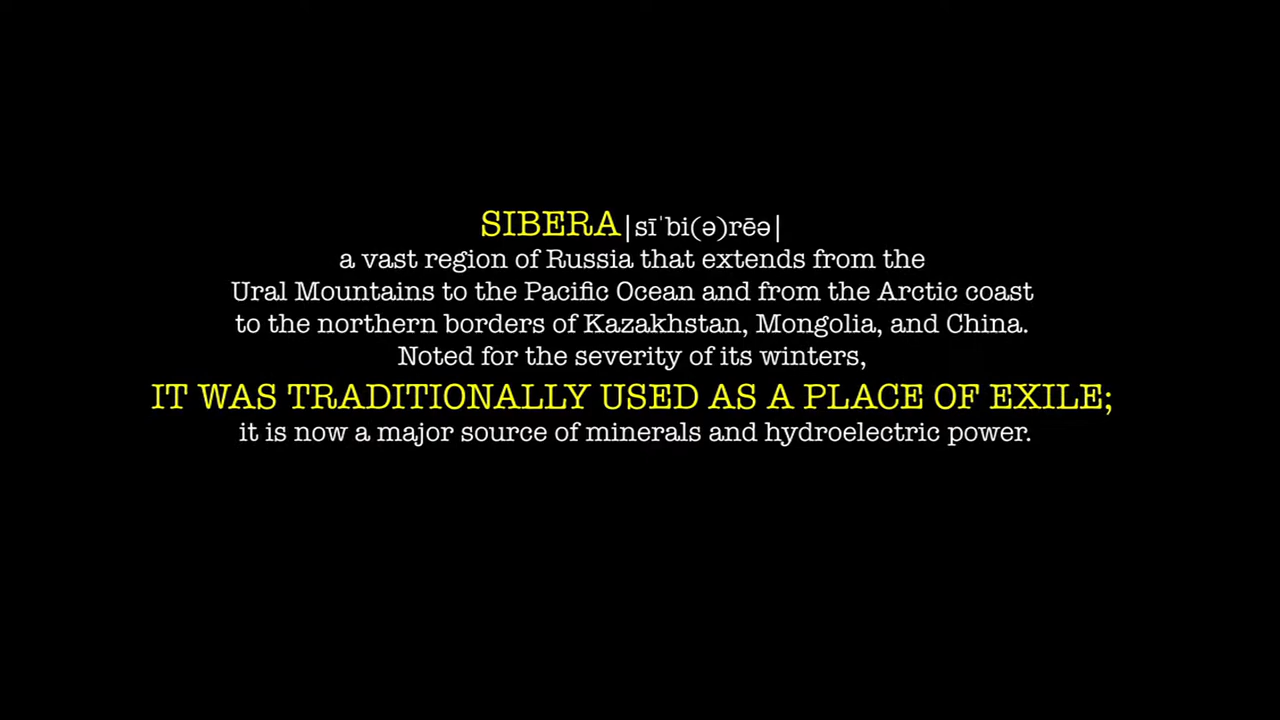 SIBERA|sīˈbi(ə)rēə|
a vast region of Russia that extends from the
Ural Mountains to the Pacific Ocean and from the Arctic coast
to the northern borders of Kazakhstan, Mongolia, and China.
Noted for the severity of its winters,
IT WAS TRADITIONALLY USED AS A PLACE OF EXILE;
it is now a major source of minerals and hydroelectric power.